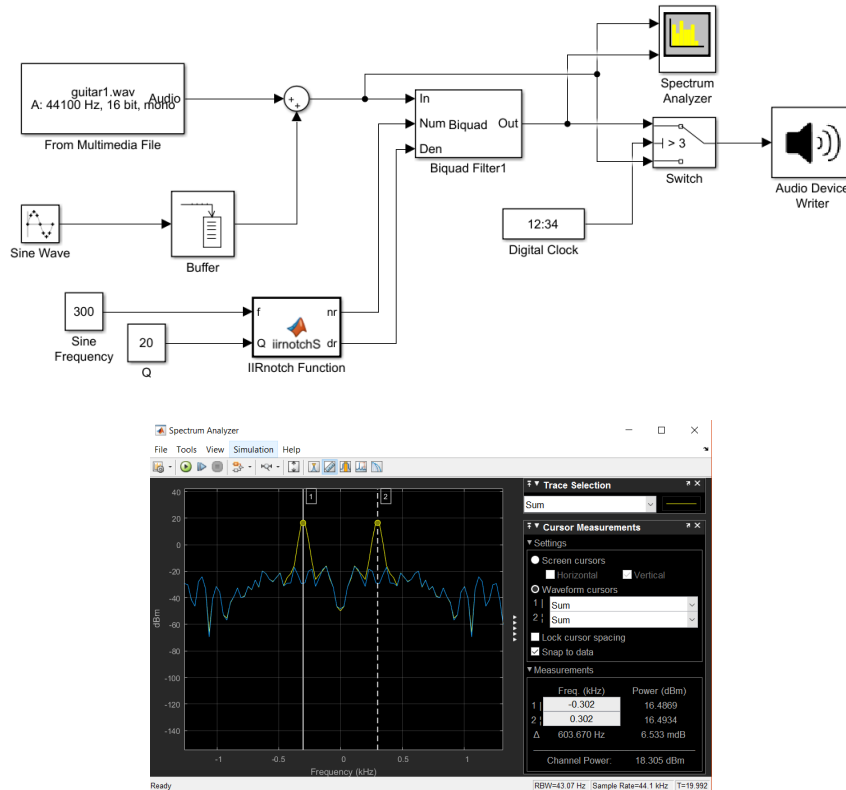 guitar1.wav
Audio
A: 44100 Hz, 16 bit, mono
From Multimedia File
Sine Wave
Buffer
300
Sine
Frequency
20
Q
f
nr
iirnotchS
Q
dr
IIRnotch Function
In
Num
Biquad
Out
Den
Biquad Filter1
Spectrum
Analyzer
> 3
Switch
12:34
Digital Clock
Audio Device
Writer
Spectrum Analyzer
File Tools View Simulation Help
40
20
0
-20
-40
-60
-80
-100
-120
-140
dBm
1
2
-1
-0.5
0
0.5
1
Frequency (kHz)
Trace Selection
Sum
Cursor Measurements
Settings
Screen cursors
Horizontal Vertical
Waveform cursors
1 Sum
2 Sum
Lock cursor spacing
Snap to data
Measurements
Freq. (kHz) Power (dBm)
1 -0.302 16.4869
2 0.302 16.4934
Δ 603.670 Hz 6.533 mdB
Channel Power: 18.305 dBm
Ready
RBW=43.07 Hz Sample Rate=44.1 kHz T=19.992